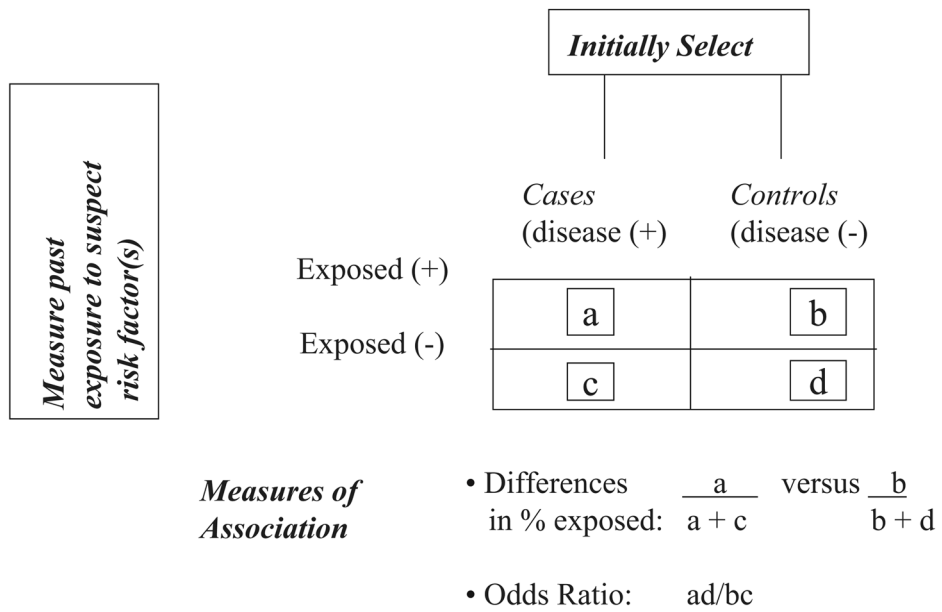 Initially Select
Measure past
exposure to suspect
risk factor(s)
Cases
(disease (+)
Controls
(disease (-)
Exposed (+)
a
b
Exposed (-)
c
d
Measures of
Association
• Differences
in % exposed:
a
a + c
versus
b
b + d
• Odds Ratio: ad/bc